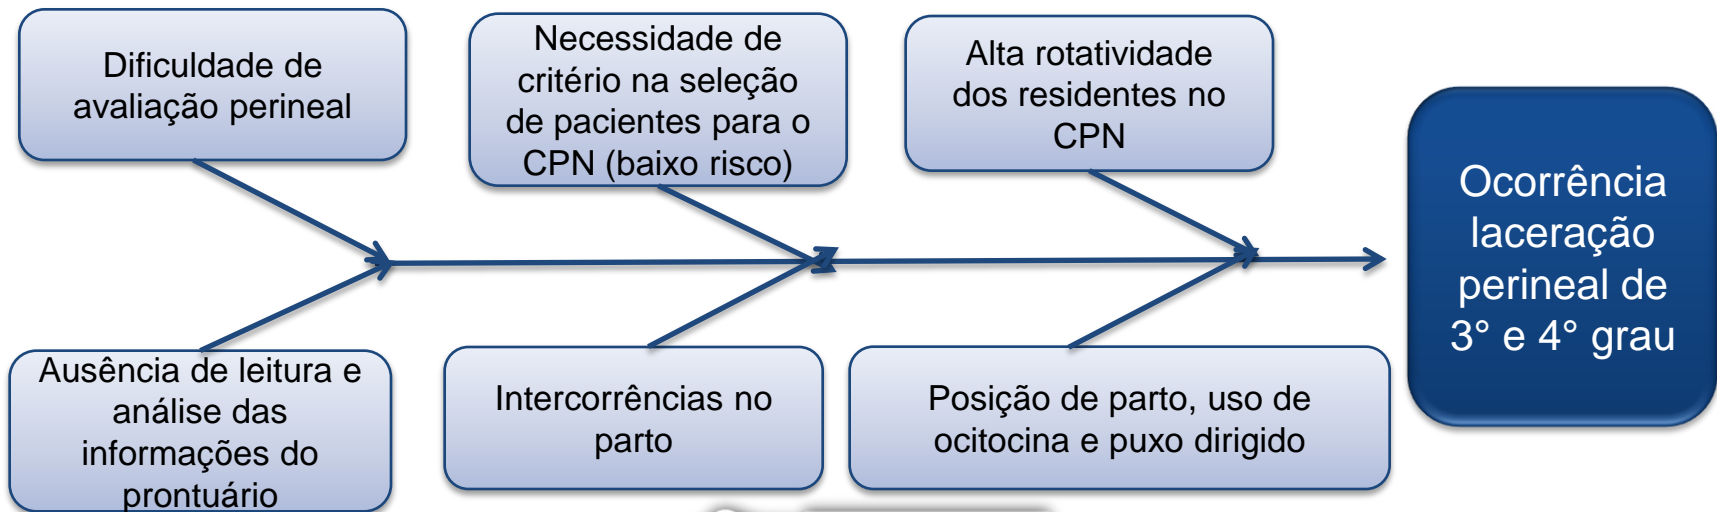 Dificuldade de
avaliação perineal
Necessidade de
critério na seleção
de pacientes para o
CPN (baixo risco)
Alta rotatividade
dos residentes no
CPN
Ocorrência
laceração
perineal de
3° e 4° grau
Ausência de leitura e
análise das
informações do
prontuário
Intercorrências no
parto
Posição de parto, uso de
ocitocina e puxo dirigido